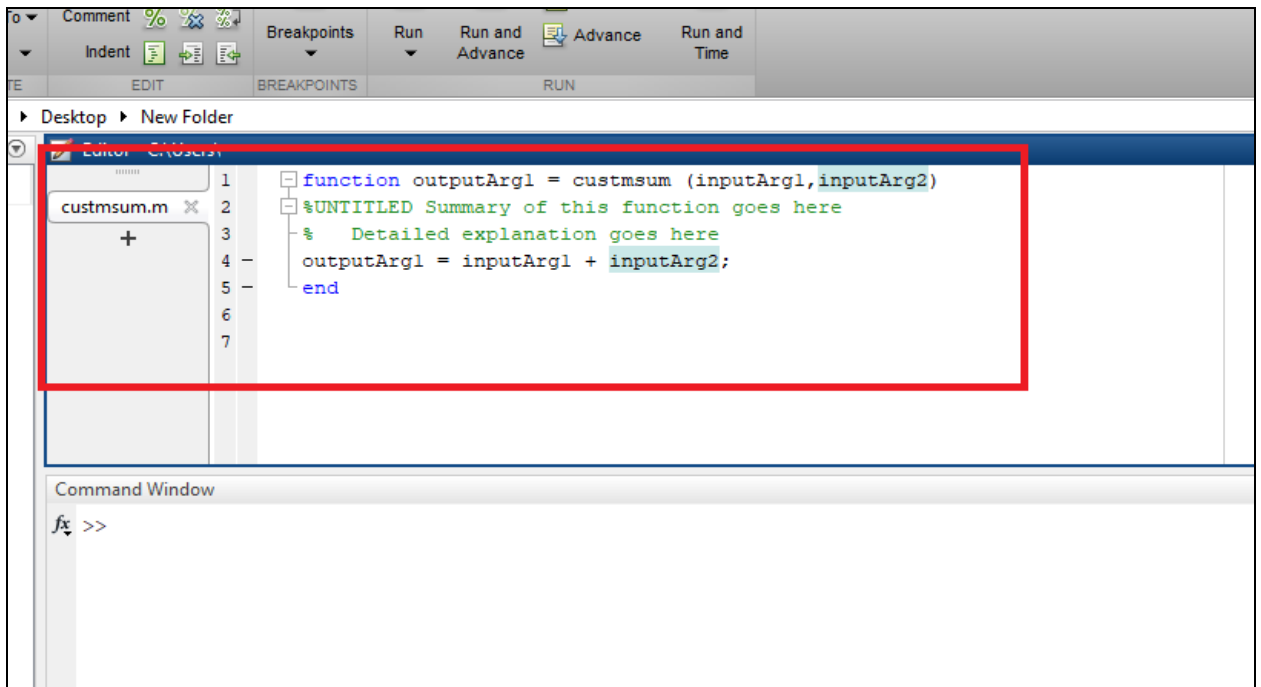 Comment
Indent
EDIT
Breakpoints
BREAKPOINTS
Run
Run and
Advance
Advance
Run and
Time
RUN
Desktop New Folder
1 function outputArg1 = custmsum (inputArg1,inputArg2)
custmsum.m
2 %UNTITLED Summary of this function goes here
+
3 % Detailed explanation goes here
4 – outputArg1 = inputArg1 + inputArg2;
5 – end
6
7
Command Window
fx >>